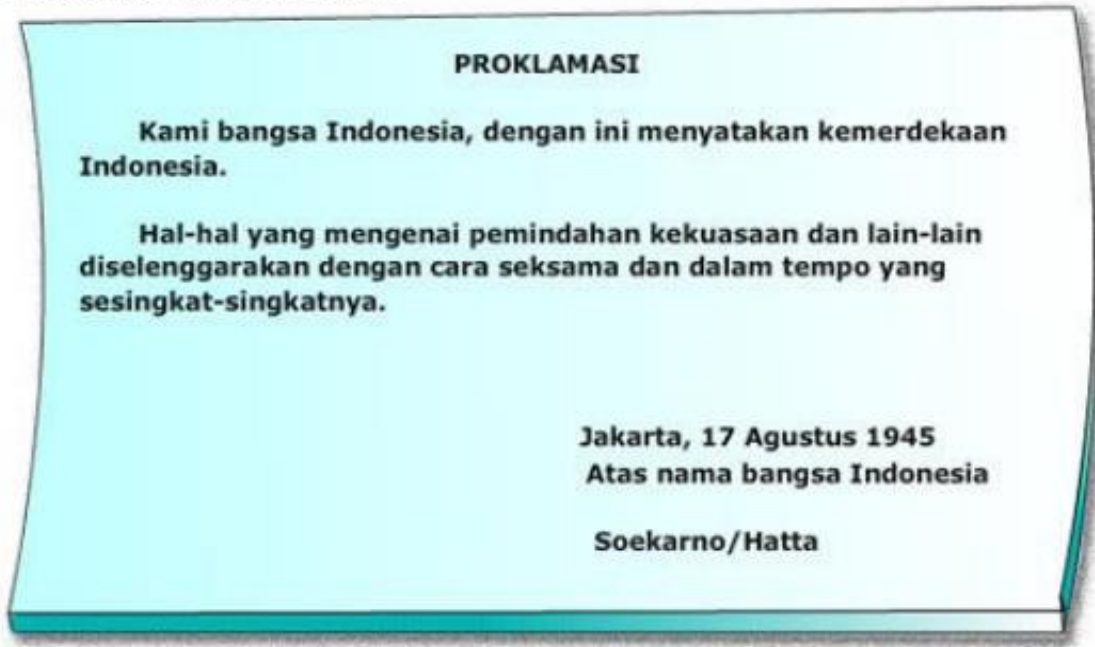 PROKLAMASI
Kami bangsa Indonesia, dengan ini menyatakan kemerdekaan
Indonesia.
Hal-hal yang mengenai pemindahan kekuasaan dan lain-lain
diselenggarakan dengan cara seksama dan dalam tempo yang
sesingkat-singkatnya.
Jakarta, 17 Agustus 1945
Atas nama bangsa Indonesia
Soekarno/Hatta